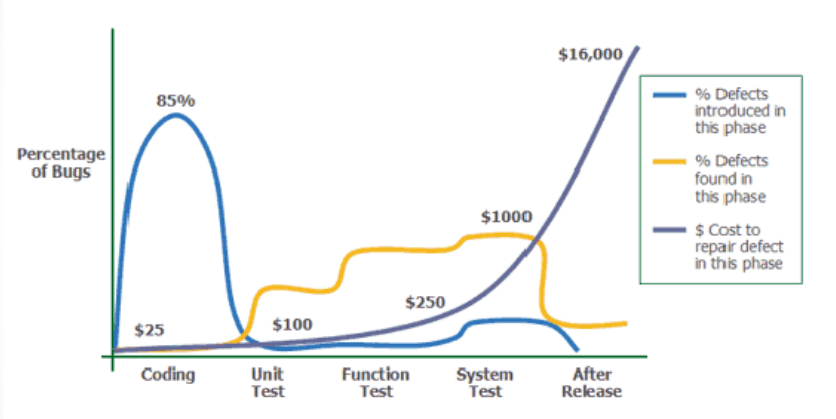 $16,000
85%
Percentage
of Bugs
$1000
$25
$100
$250
Coding
Unit
Test
Function
Test
System
Test
After
Release
% Defects
introduced in
this phase
% Defects
found in
this phase
$ Cost to
repair defect
in this phase